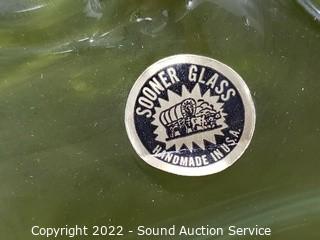 SOONER GLASS
HANDMADE IN U.S.A.
Copyright 2022 - Sound Auction Service